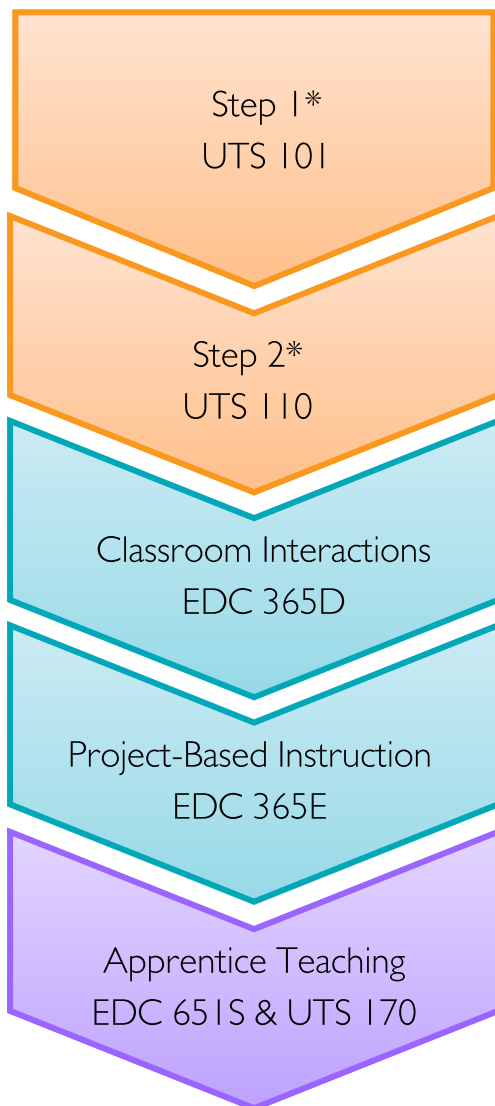 Step 1*
UTS 101
Step 2*
UTS 110
Classroom Interactions
EDC 365D
Project-Based Instruction
EDC 365E
Apprentice Teaching
EDC 651S & UTS 170